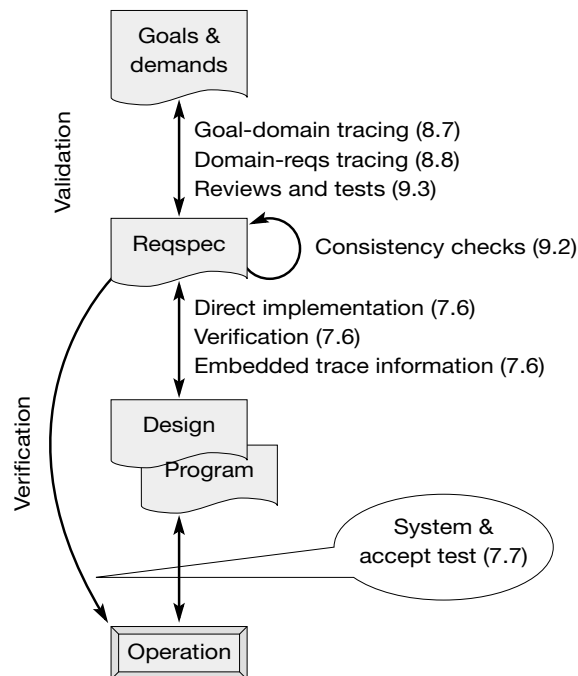 Goals &
demands
Validation
Goal-domain tracing (8.7)
Domain-reqs tracing (8.8)
Reviews and tests (9.3)
Reqspec
Consistency checks (9.2)
Direct implementation (7.6)
Verification (7.6)
Embedded trace information (7.6)
Verification
Design
Program
System &
accept test (7.7)
Operation